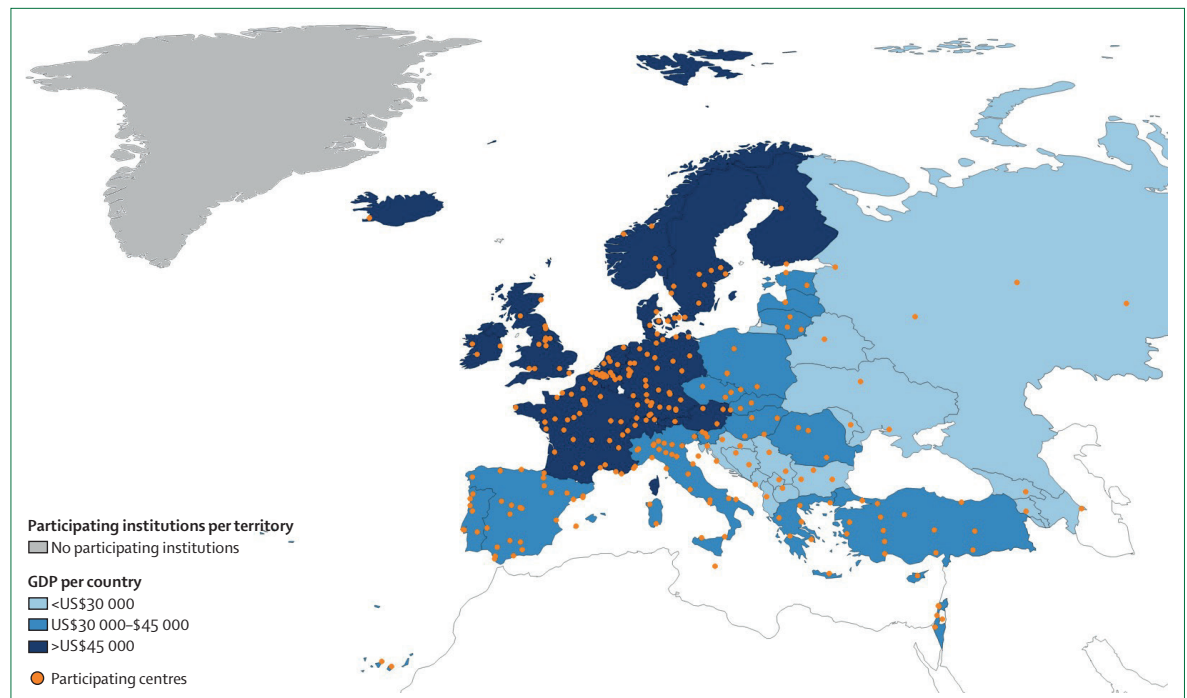 Participating institutions per territory
No participating institutions
GDP per country
<US$30 000
US$30 000–$45 000
>US$45 000
Participating centres